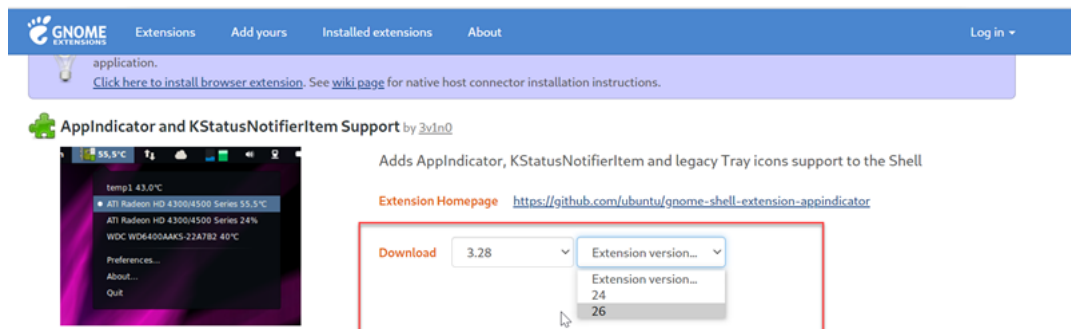 GNOME
EXTENSIONS
Extensions
Add yours
Installed extensions
About
Log in
application.
Click here to install browser extension. See wiki page for native host connector installation instructions.
AppIndicator and KStatusNotifierItem Support by 3v1n0
55,5°C
temp1 43,0°C
ATI Radeon HD 4300/4500 Series 55,5°C
ATI Radeon HD 4300/4500 Series 24%
WDC WD6400AAKS-22A7B2 40°C
Preferences...
About...
Quit
Adds AppIndicator, KStatusNotifierItem and legacy Tray icons support to the Shell
Extension Homepage https://github.com/ubuntu/gnome-shell-extension-appindicator
Download 3.28 Extension version...
Extension version...
24
26